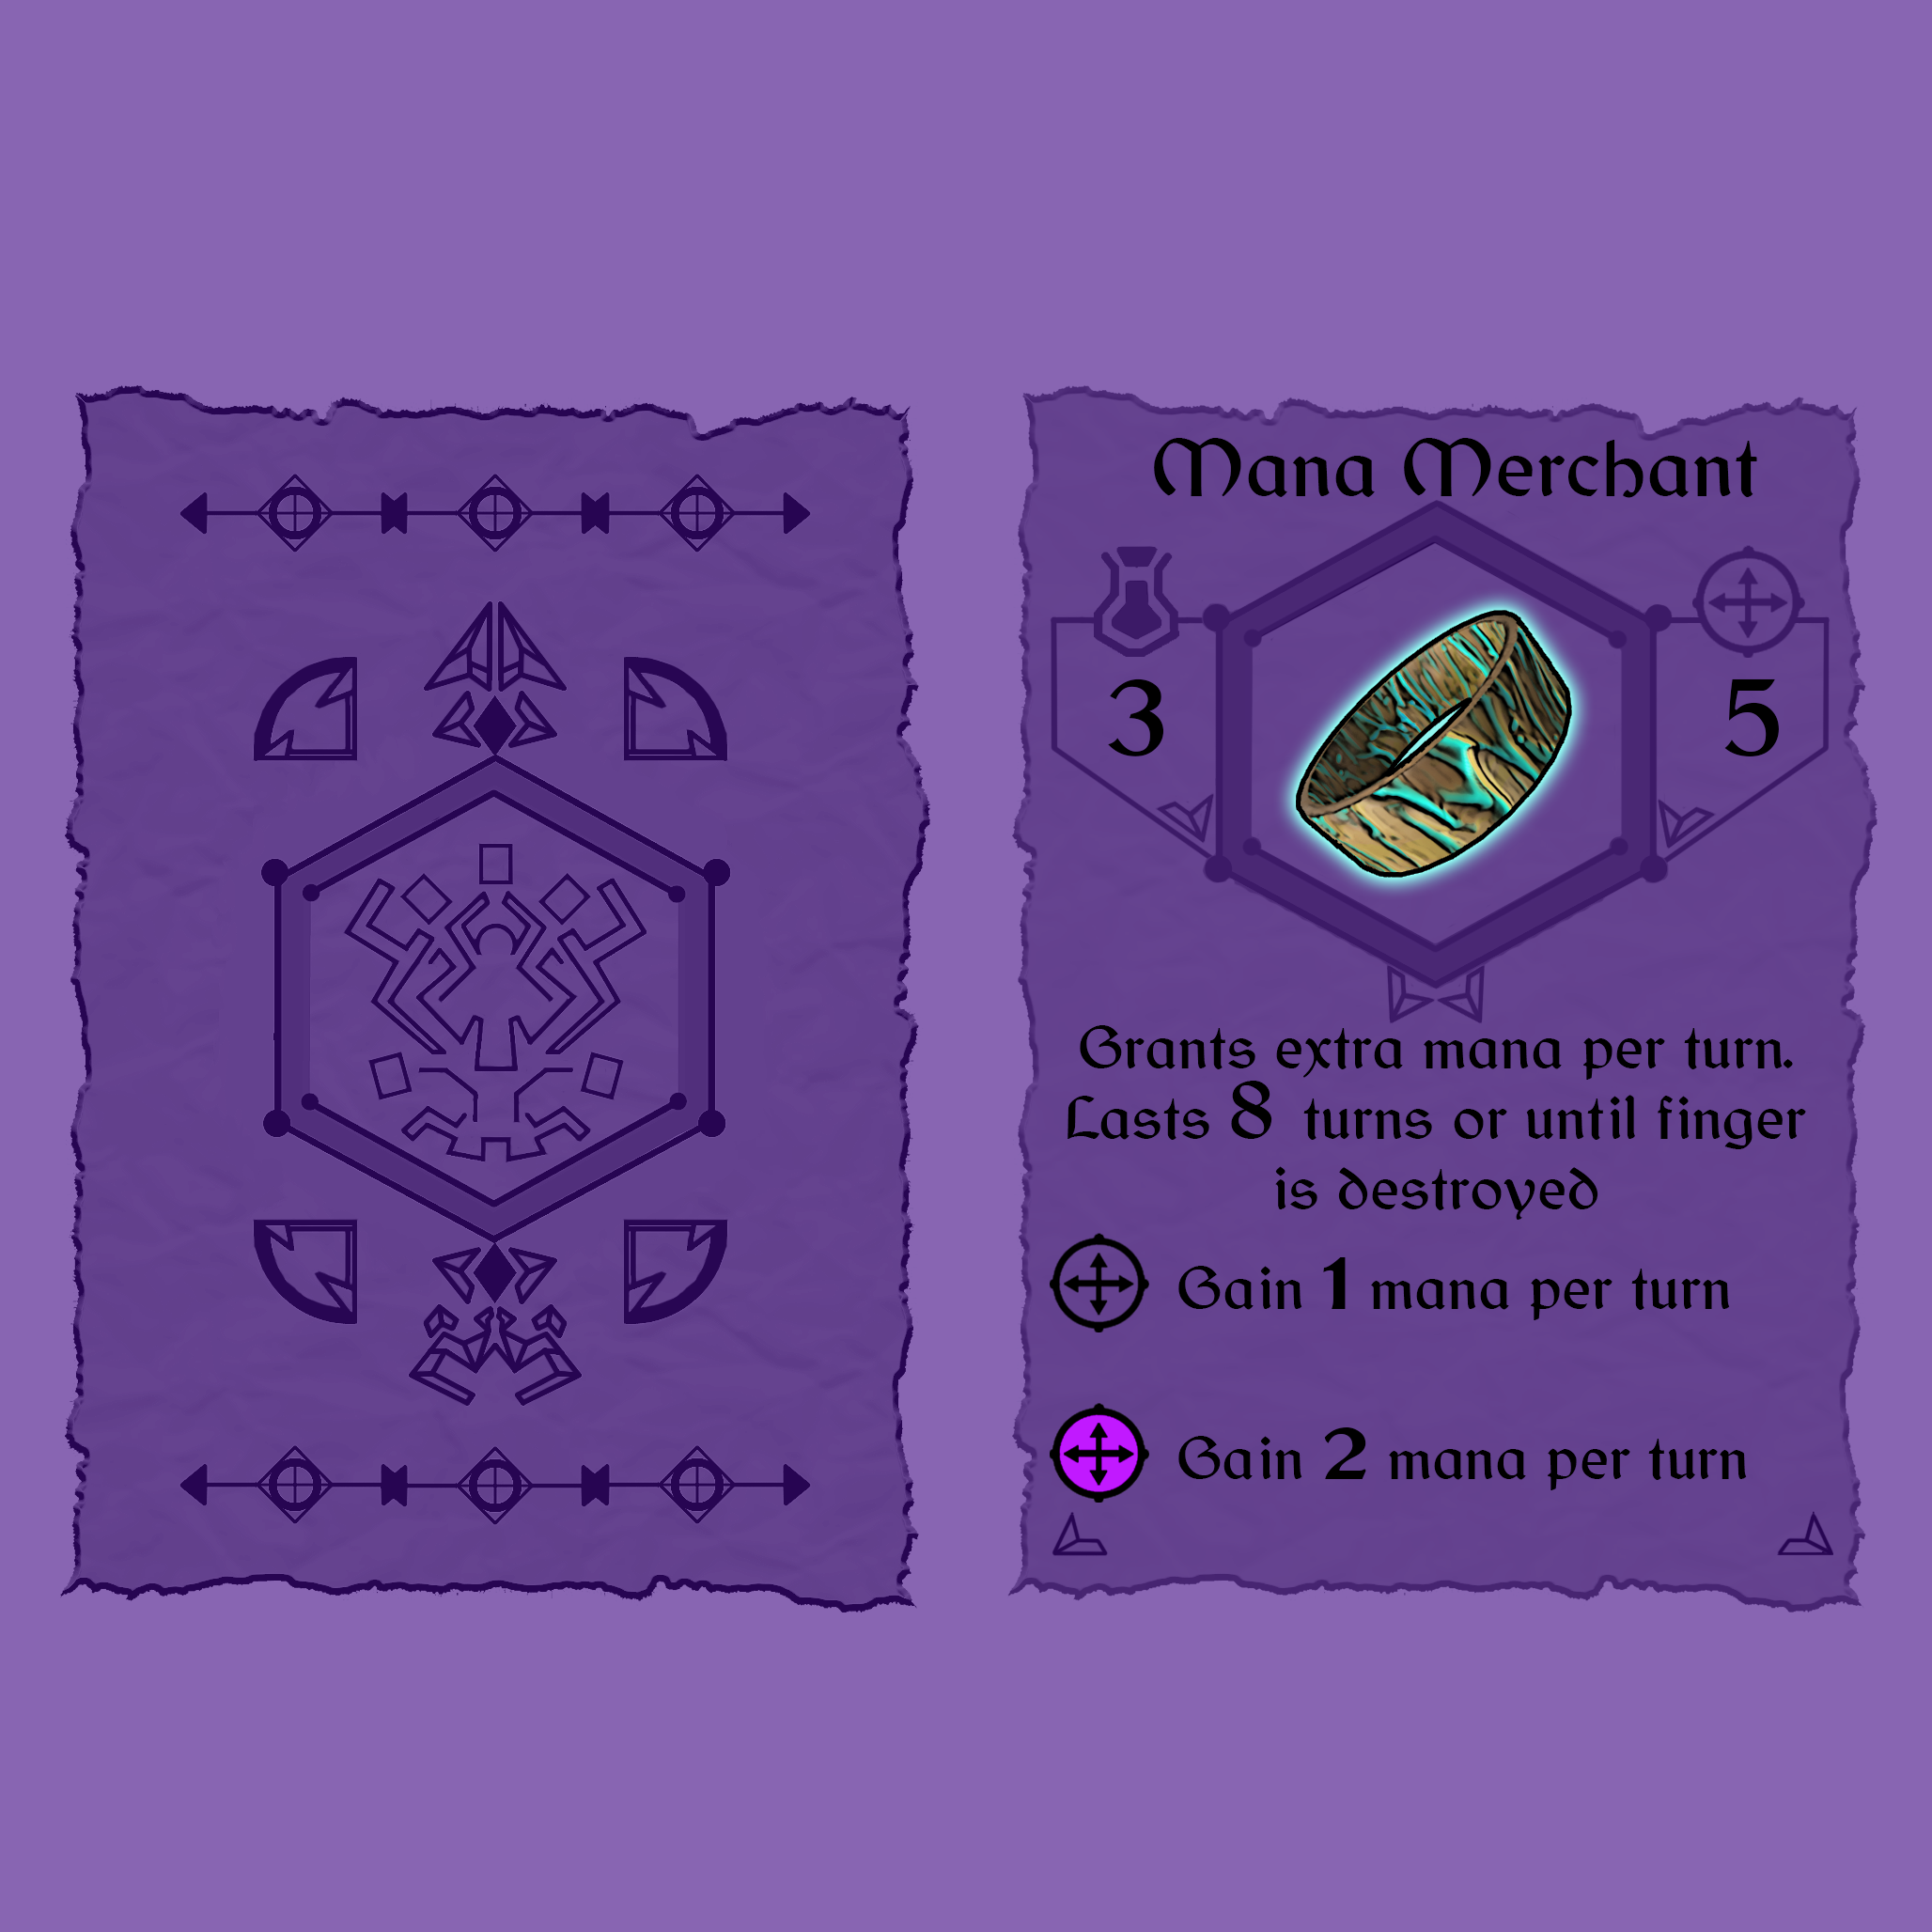 Mana Merchant
3
5
Grants extra mana per turn.
Lasts 8 turns or until finger
is destroyed
Gain 1 mana per turn
Gain 2 mana per turn